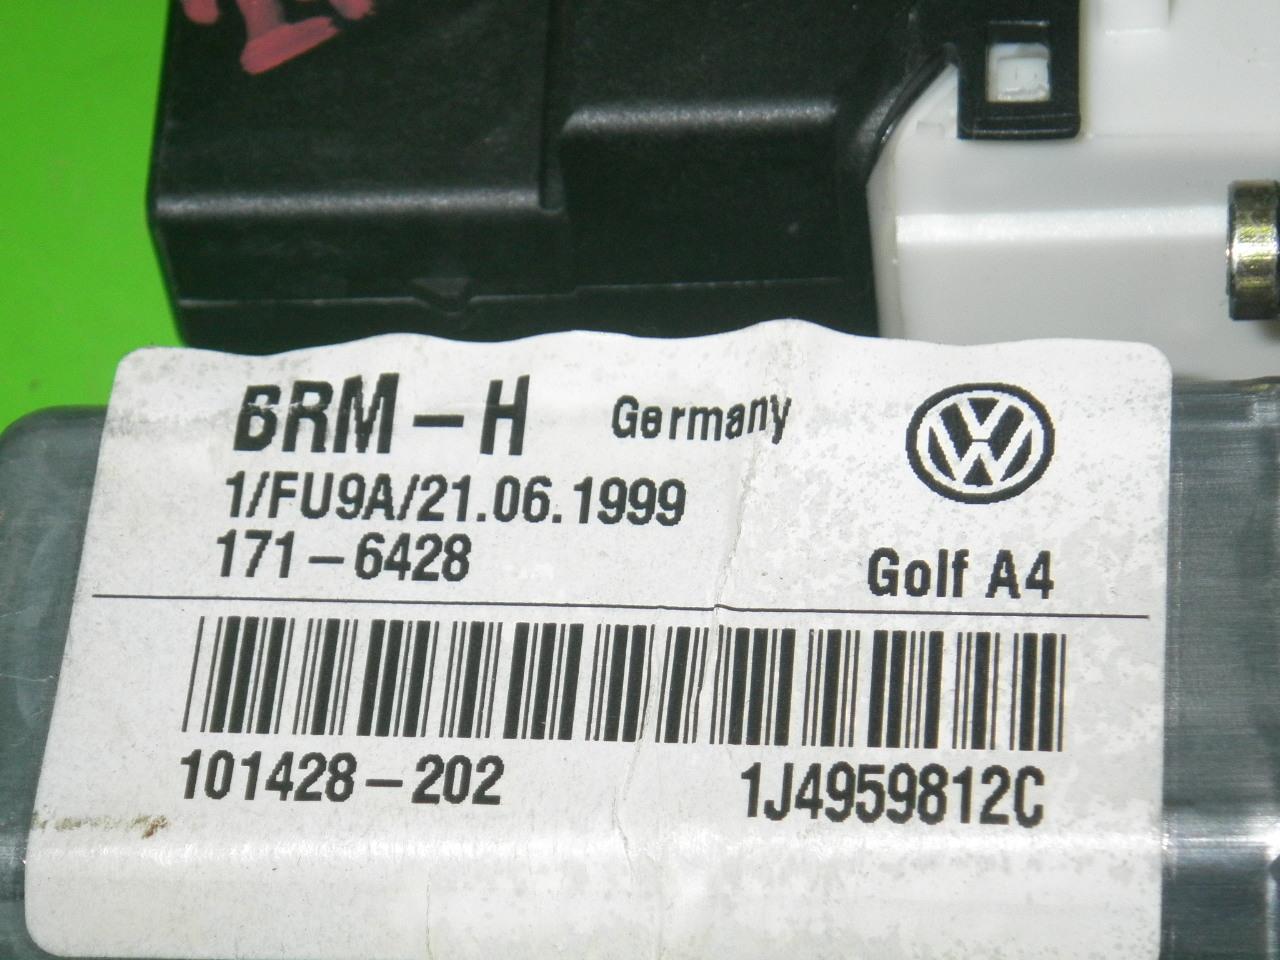 BRM-H Germany
1/FU9A/21.06.1999
171-6428
Golf A4
101428-202 1J4959812C